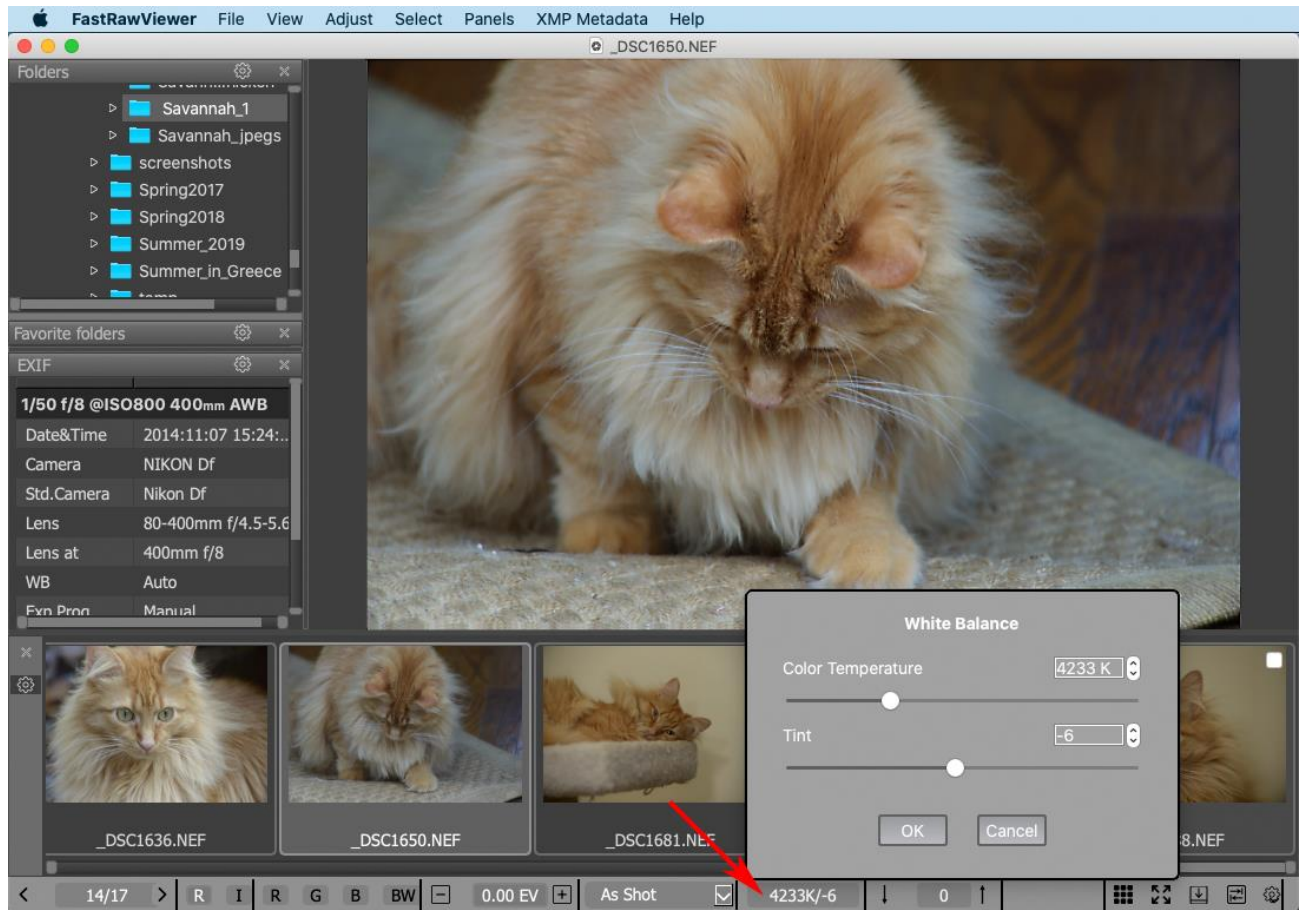 FastRawViewer File View Adjust Select Panels XMP Metadata Help
_DSC1650.NEF
Folders
Savannah_1
Savannah_jpegs
screenshots
Spring2017
Spring2018
Summer_2019
Summer_in_Greece
temp
Favorite folders
EXIF
1/50 f/8 @ISO800 400mm AWB
Date&Time 2014:11:07 15:24:..
Camera NIKON Df
Std.Camera Nikon Df
Lens 80-400mm f/4.5-5.6
Lens at 400mm f/8
WB Auto
Exp Prog Manual
White Balance
Color Temperature 4233 K
Tint -6
OK Cancel
_DSC1636.NEF _DSC1650.NEF _DSC1681.NEF 8.NEF
14/17 R I R G B BW 0.00 EV As Shot 4233K/-6 0